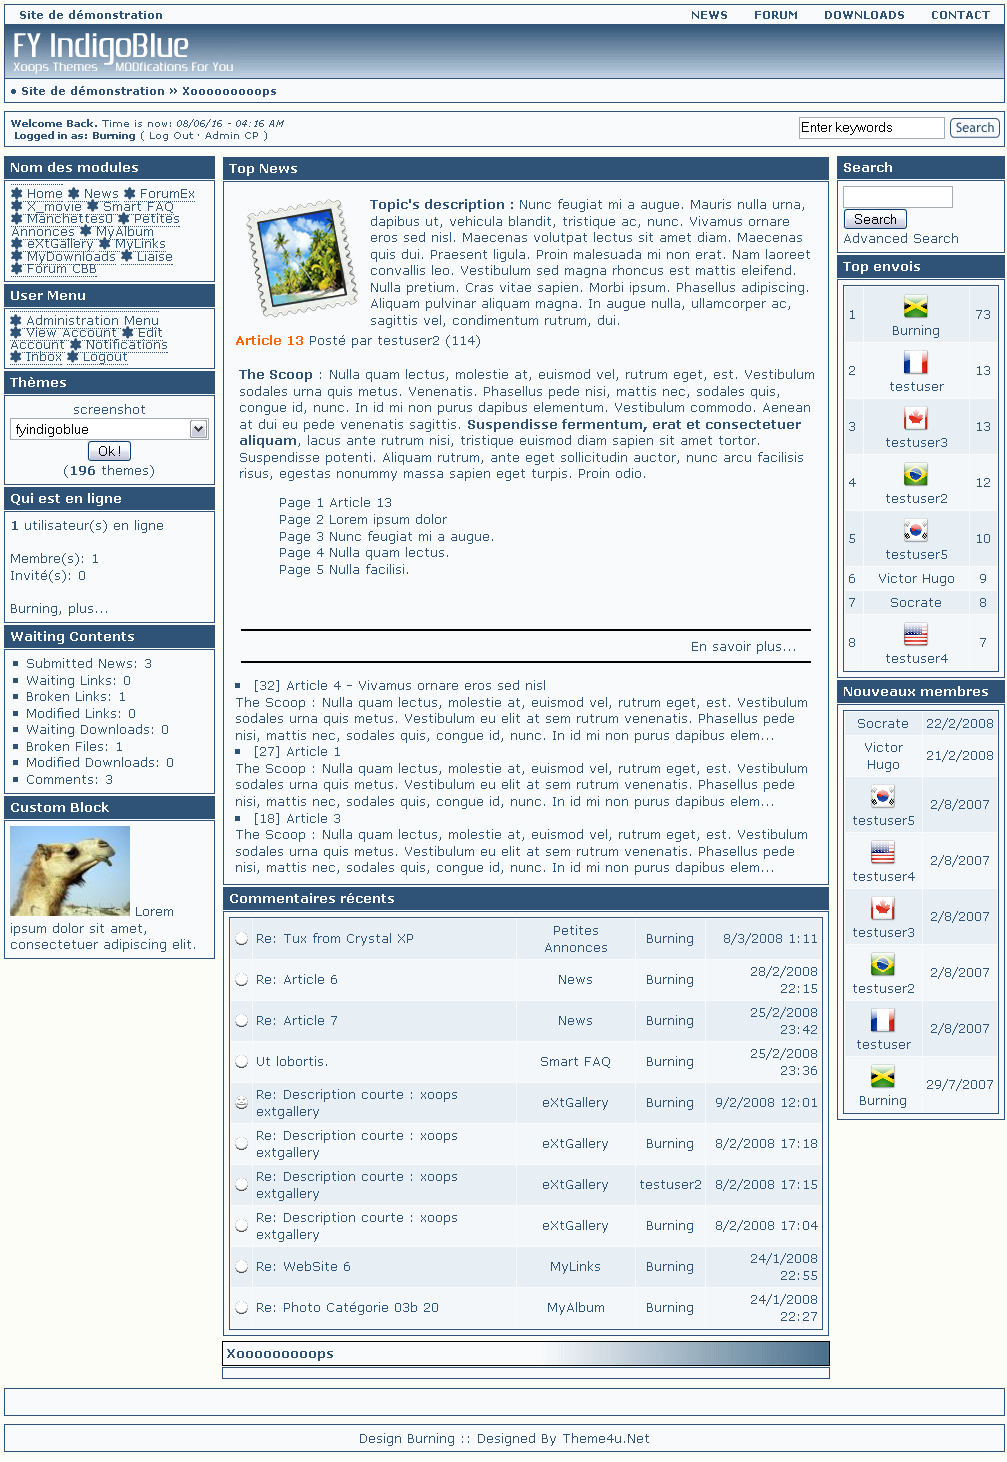 Site de démonstration
NEWS FORUM DOWNLOADS CONTACT
FY IndigoBlue
Xoops Themes MODfications For You
• Site de démonstration » Xooooooooops
Welcome Back. Time is now: 08/06/16 - 04:16 AM
Logged in as: Burning ( Log Out · Admin CP )
Enter keywords Search
Nom des modules
Home News ForumEx
X_movie Smart FAQ
Manchettes0 Petites
Annonces MyAlbum
eXtGallery MyLinks
MyDownloads Liaise
Forum CBB
User Menu
Administration Menu
View Account Edit
Account Notifications
Inbox Logout
Thèmes
screenshot
fyindigoblue
Ok!
(196 themes)
Qui est en ligne
1 utilisateur(s) en ligne
Membre(s): 1
Invité(s): 0
Burning, plus...
Waiting Contents
Submitted News: 3
Waiting Links: 0
Broken Links: 1
Modified Links: 0
Waiting Downloads: 0
Broken Files: 1
Modified Downloads: 0
Comments: 3
Custom Block
Lorem
ipsum dolor sit amet,
consectetuer adipiscing elit.
Top News
Topic's description : Nunc feugiat mi a augue. Mauris nulla urna,
dapibus ut, vehicula blandit, tristique ac, nunc. Vivamus ornare
eros sed nisl. Maecenas volutpat lectus sit amet diam. Maecenas
quis dui. Praesent ligula. Proin malesuada mi non erat. Nam laoreet
convallis leo. Vestibulum sed magna rhoncus est mattis eleifend.
Nulla pretium. Cras vitae sapien. Morbi ipsum. Phasellus adipiscing.
Aliquam pulvinar aliquam magna. In augue nulla, ullamcorper ac,
sagittis vel, condimentum rutrum, dui.
Article 13 Posté par testuser2 (114)
The Scoop : Nulla quam lectus, molestie at, euismod vel, rutrum eget, est. Vestibulum
sodales urna quis metus. Venenatis. Phasellus pede nisi, mattis nec, sodales quis,
congue id, nunc. In id mi non purus dapibus elementum. Vestibulum commodo. Aenean
at dui eu pede venenatis sagittis. Suspendisse fermentum, erat et consectetuer
aliquam, lacus ante rutrum nisi, tristique euismod diam sapien sit amet tortor.
Suspendisse potenti. Aliquam rutrum, ante eget sollicitudin auctor, nunc arcu facilisis
risus, egestas nonummy massa sapien eget turpis. Proin odio.
Page 1 Article 13
Page 2 Lorem ipsum dolor
Page 3 Nunc feugiat mi a augue.
Page 4 Nulla quam lectus.
Page 5 Nulla facilisi.
En savoir plus...
[32] Article 4 - Vivamus ornare eros sed nisl
The Scoop : Nulla quam lectus, molestie at, euismod vel, rutrum eget, est. Vestibulum
sodales urna quis metus. Vestibulum eu elit at sem rutrum venenatis. Phasellus pede
nisi, mattis nec, sodales quis, congue id, nunc. In id mi non purus dapibus elem...
[27] Article 1
The Scoop : Nulla quam lectus, molestie at, euismod vel, rutrum eget, est. Vestibulum
sodales urna quis metus. Vestibulum eu elit at sem rutrum venenatis. Phasellus pede
nisi, mattis nec, sodales quis, congue id, nunc. In id mi non purus dapibus elem...
[18] Article 3
The Scoop : Nulla quam lectus, molestie at, euismod vel, rutrum eget, est. Vestibulum
sodales urna quis metus. Vestibulum eu elit at sem rutrum venenatis. Phasellus pede
nisi, mattis nec, sodales quis, congue id, nunc. In id mi non purus dapibus elem...
Commentaires récents
Re: Tux from Crystal XP Petites Annonces Burning 8/3/2008 1:11
Re: Article 6 News Burning 28/2/2008 22:15
Re: Article 7 News Burning 25/2/2008 23:42
Ut lobortis. Smart FAQ Burning 25/2/2008 23:36
Re: Description courte : xoops extgallery eXtGallery Burning 9/2/2008 12:01
Re: Description courte : xoops extgallery eXtGallery Burning 8/2/2008 17:18
Re: Description courte : xoops extgallery eXtGallery testuser2 8/2/2008 17:15
Re: Description courte : xoops extgallery eXtGallery Burning 8/2/2008 17:04
Re: WebSite 6 MyLinks Burning 24/1/2008 22:55
Re: Photo Catégorie 03b 20 MyAlbum Burning 24/1/2008 22:27
Xooooooooops
Search
Search
Advanced Search
Top envois
1 Burning 73
2 testuser 13
3 testuser3 13
4 testuser2 12
5 testuser5 10
6 Victor Hugo 9
7 Socrate 8
8 testuser4 7
Nouveaux membres
Socrate 22/2/2008
Victor Hugo 21/2/2008
testuser5 2/8/2007
testuser4 2/8/2007
testuser3 2/8/2007
testuser2 2/8/2007
testuser 2/8/2007
Burning 29/7/2007
Design Burning :: Designed By Theme4u.Net